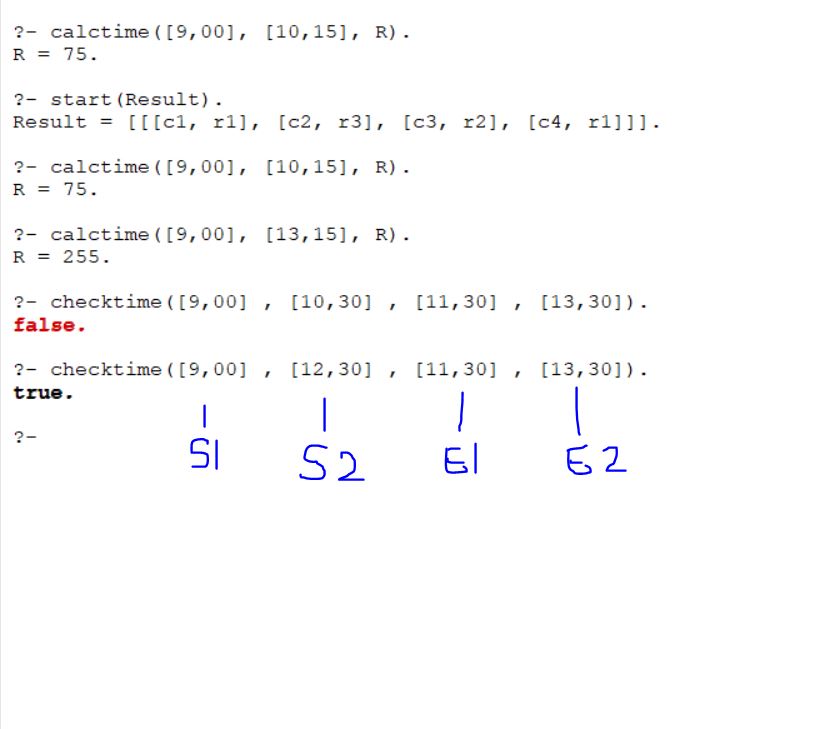 ?- calctime([9,00], [10,15], R).
R = 75.
?- start(Result).
Result = [[[c1, r1], [c2, r3], [c3, r2], [c4, r1]]].
?- calctime([9,00], [10,15], R).
R = 75.
?- calctime([9,00], [13,15], R).
R = 255.
?- checktime([9,00] , [10,30] , [11,30] , [13,30]).
false.
?- checktime([9,00] , [12,30] , [11,30] , [13,30]).
true.
?-
S1 S2 E1 E2